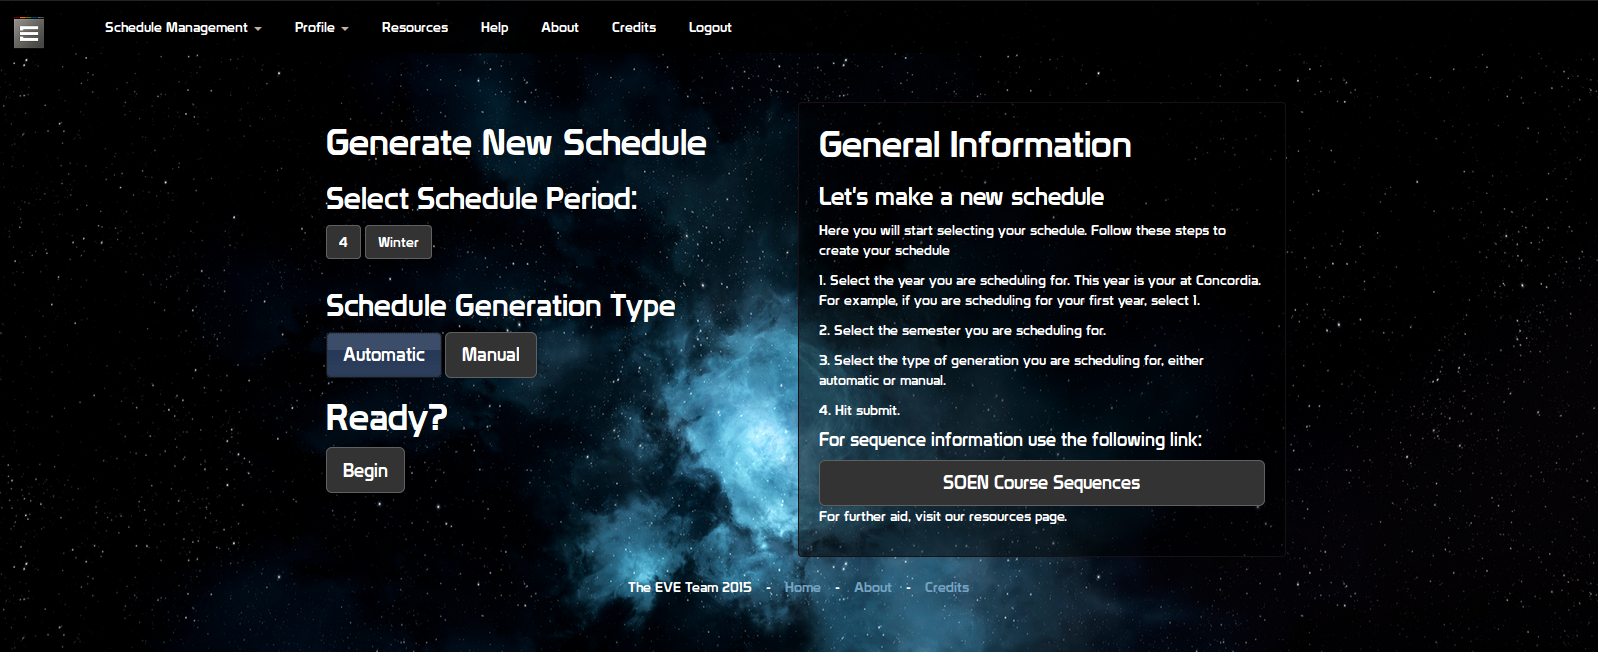 Schedule Management Profile Resources Help About Credits Logout
Generate New Schedule
Select Schedule Period:
4 Winter
Schedule Generation Type
Automatic Manual
Ready?
Begin
General Information
Let's make a new schedule
Here you will start selecting your schedule. Follow these steps to
create your schedule
1. Select the year you are scheduling for. This year is your at Concordia.
For example, if you are scheduling for your first year, select 1.
2. Select the semester you are scheduling for.
3. Select the type of generation you are scheduling for, either
automatic or manual.
4. Hit submit.
For sequence information use the following link:
SOEN Course Sequences
For further aid, visit our resources page.
The EVE Team 2015 - Home - About - Credits